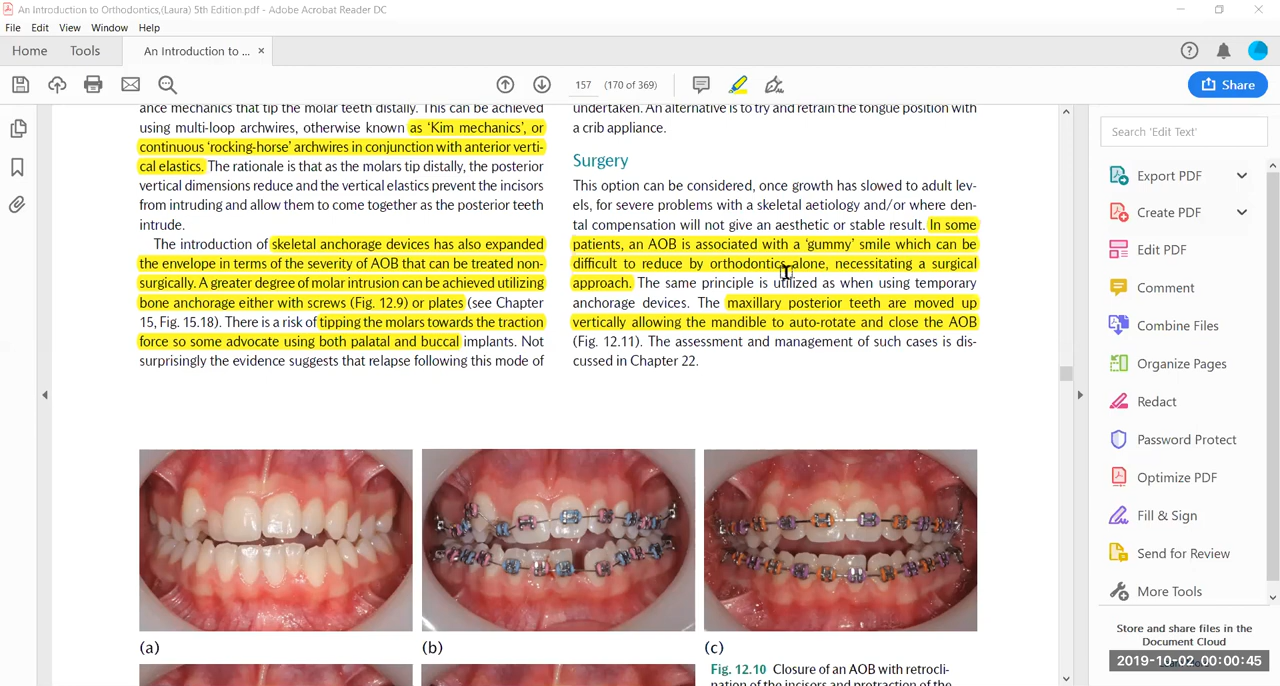 An Introduction to Orthodontics,(Laura) 5th Edition.pdf - Adobe Acrobat Reader DC
File Edit View Window Help
Home Tools An Introduction to ... ×
157 (170 of 369)
Share
ance mechanics that tip the molar teeth distally. This can be achieved
using multi-loop archwires, otherwise known as ‘Kim mechanics’, or
continuous ‘rocking-horse’ archwires in conjunction with anterior verti-
cal elastics. The rationale is that as the molars tip distally, the posterior
vertical dimensions reduce and the vertical elastics prevent the incisors
from intruding and allow them to come together as the posterior teeth
intrude.
The introduction of skeletal anchorage devices has also expanded
the envelope in terms of the severity of AOB that can be treated non-
surgically. A greater degree of molar intrusion can be achieved utilizing
bone anchorage either with screws (Fig. 12.9) or plates (see Chapter
15, Fig. 15.18). There is a risk of tipping the molars towards the traction
force so some advocate using both palatal and buccal implants. Not
surprisingly the evidence suggests that relapse following this mode of
undertaken. An alternative is to try and retrain the tongue position with
a crib appliance.
Surgery
This option can be considered, once growth has slowed to adult lev-
els, for severe problems with a skeletal aetiology and/or where den-
tal compensation will not give an aesthetic or stable result. In some
patients, an AOB is associated with a ‘gummy’ smile which can be
difficult to reduce by orthodontics alone, necessitating a surgical
approach. The same principle is utilized as when using temporary
anchorage devices. The maxillary posterior teeth are moved up
vertically allowing the mandible to auto-rotate and close the AOB
(Fig. 12.11). The assessment and management of such cases is dis-
cussed in Chapter 22.
(a)
(b)
(c)
Fig. 12.10 Closure of an AOB with retrocli-
nation of the incisors and protraction of the
Search 'Edit Text'
Export PDF
Create PDF
Edit PDF
Comment
Combine Files
Organize Pages
Redact
Password Protect
Optimize PDF
Fill & Sign
Send for Review
More Tools
Store and share files in the
Document Cloud
2019-10-02 00:00:45